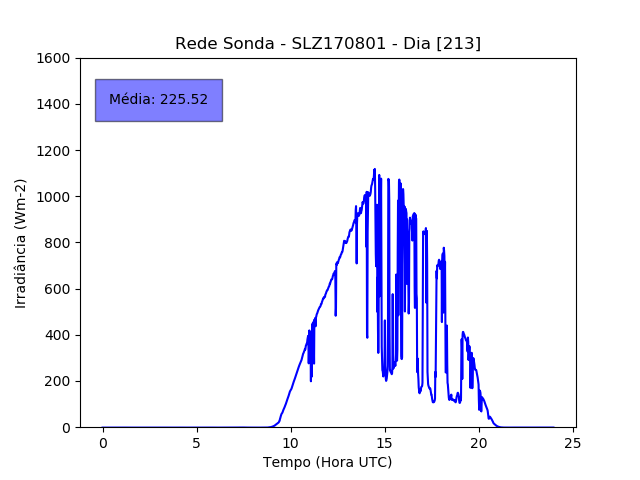 Rede Sonda - SLZ170801 - Dia [213]
1600
1400
1200
1000
800
600
400
200
0
Média: 225.52
Irradiância (Wm-2)
0 5 10 15 20 25
Tempo (Hora UTC)